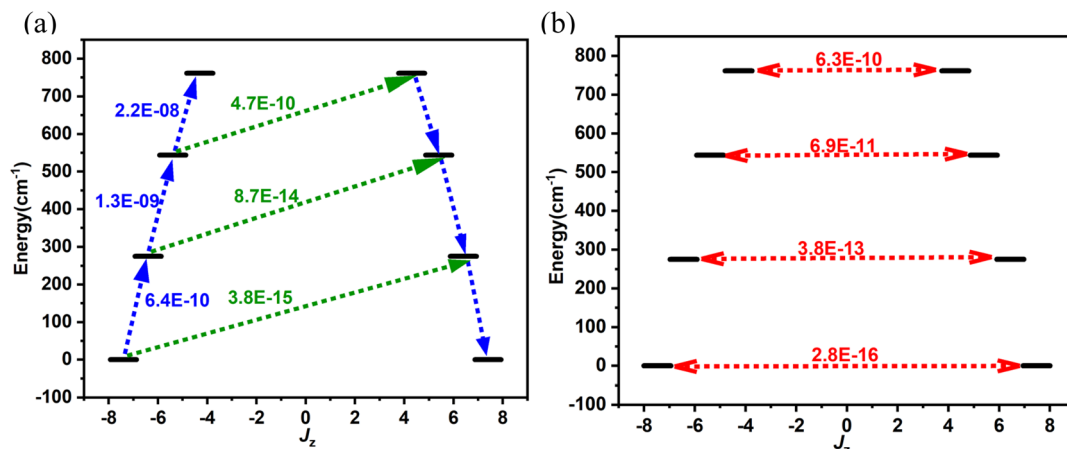 (a)
800
700
600
500
400
300
200
100
0
-100
Energy(cm-1)
2.2E-08
4.7E-10
1.3E-09
8.7E-14
6.4E-10
3.8E-15
-8 -6 -4 -2 0 2 4 6 8
Jz
(b)
800
700
600
500
400
300
200
100
0
-100
Energy(cm-1)
6.3E-10
6.9E-11
3.8E-13
2.8E-16
-8 -6 -4 -2 0 2 4 6 8
Jz